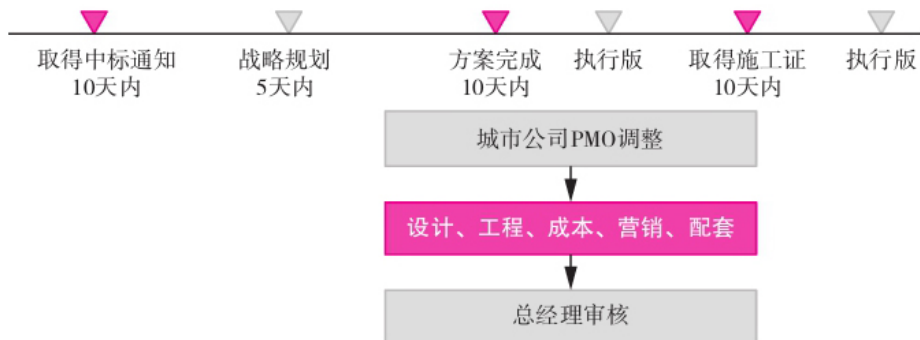 取得中标通知 战略规划 方案完成 执行版 取得施工证 执行版
10天内 5天内 10天内 10天内
城市公司PMO调整
设计、工程、成本、营销、配套
总经理审核